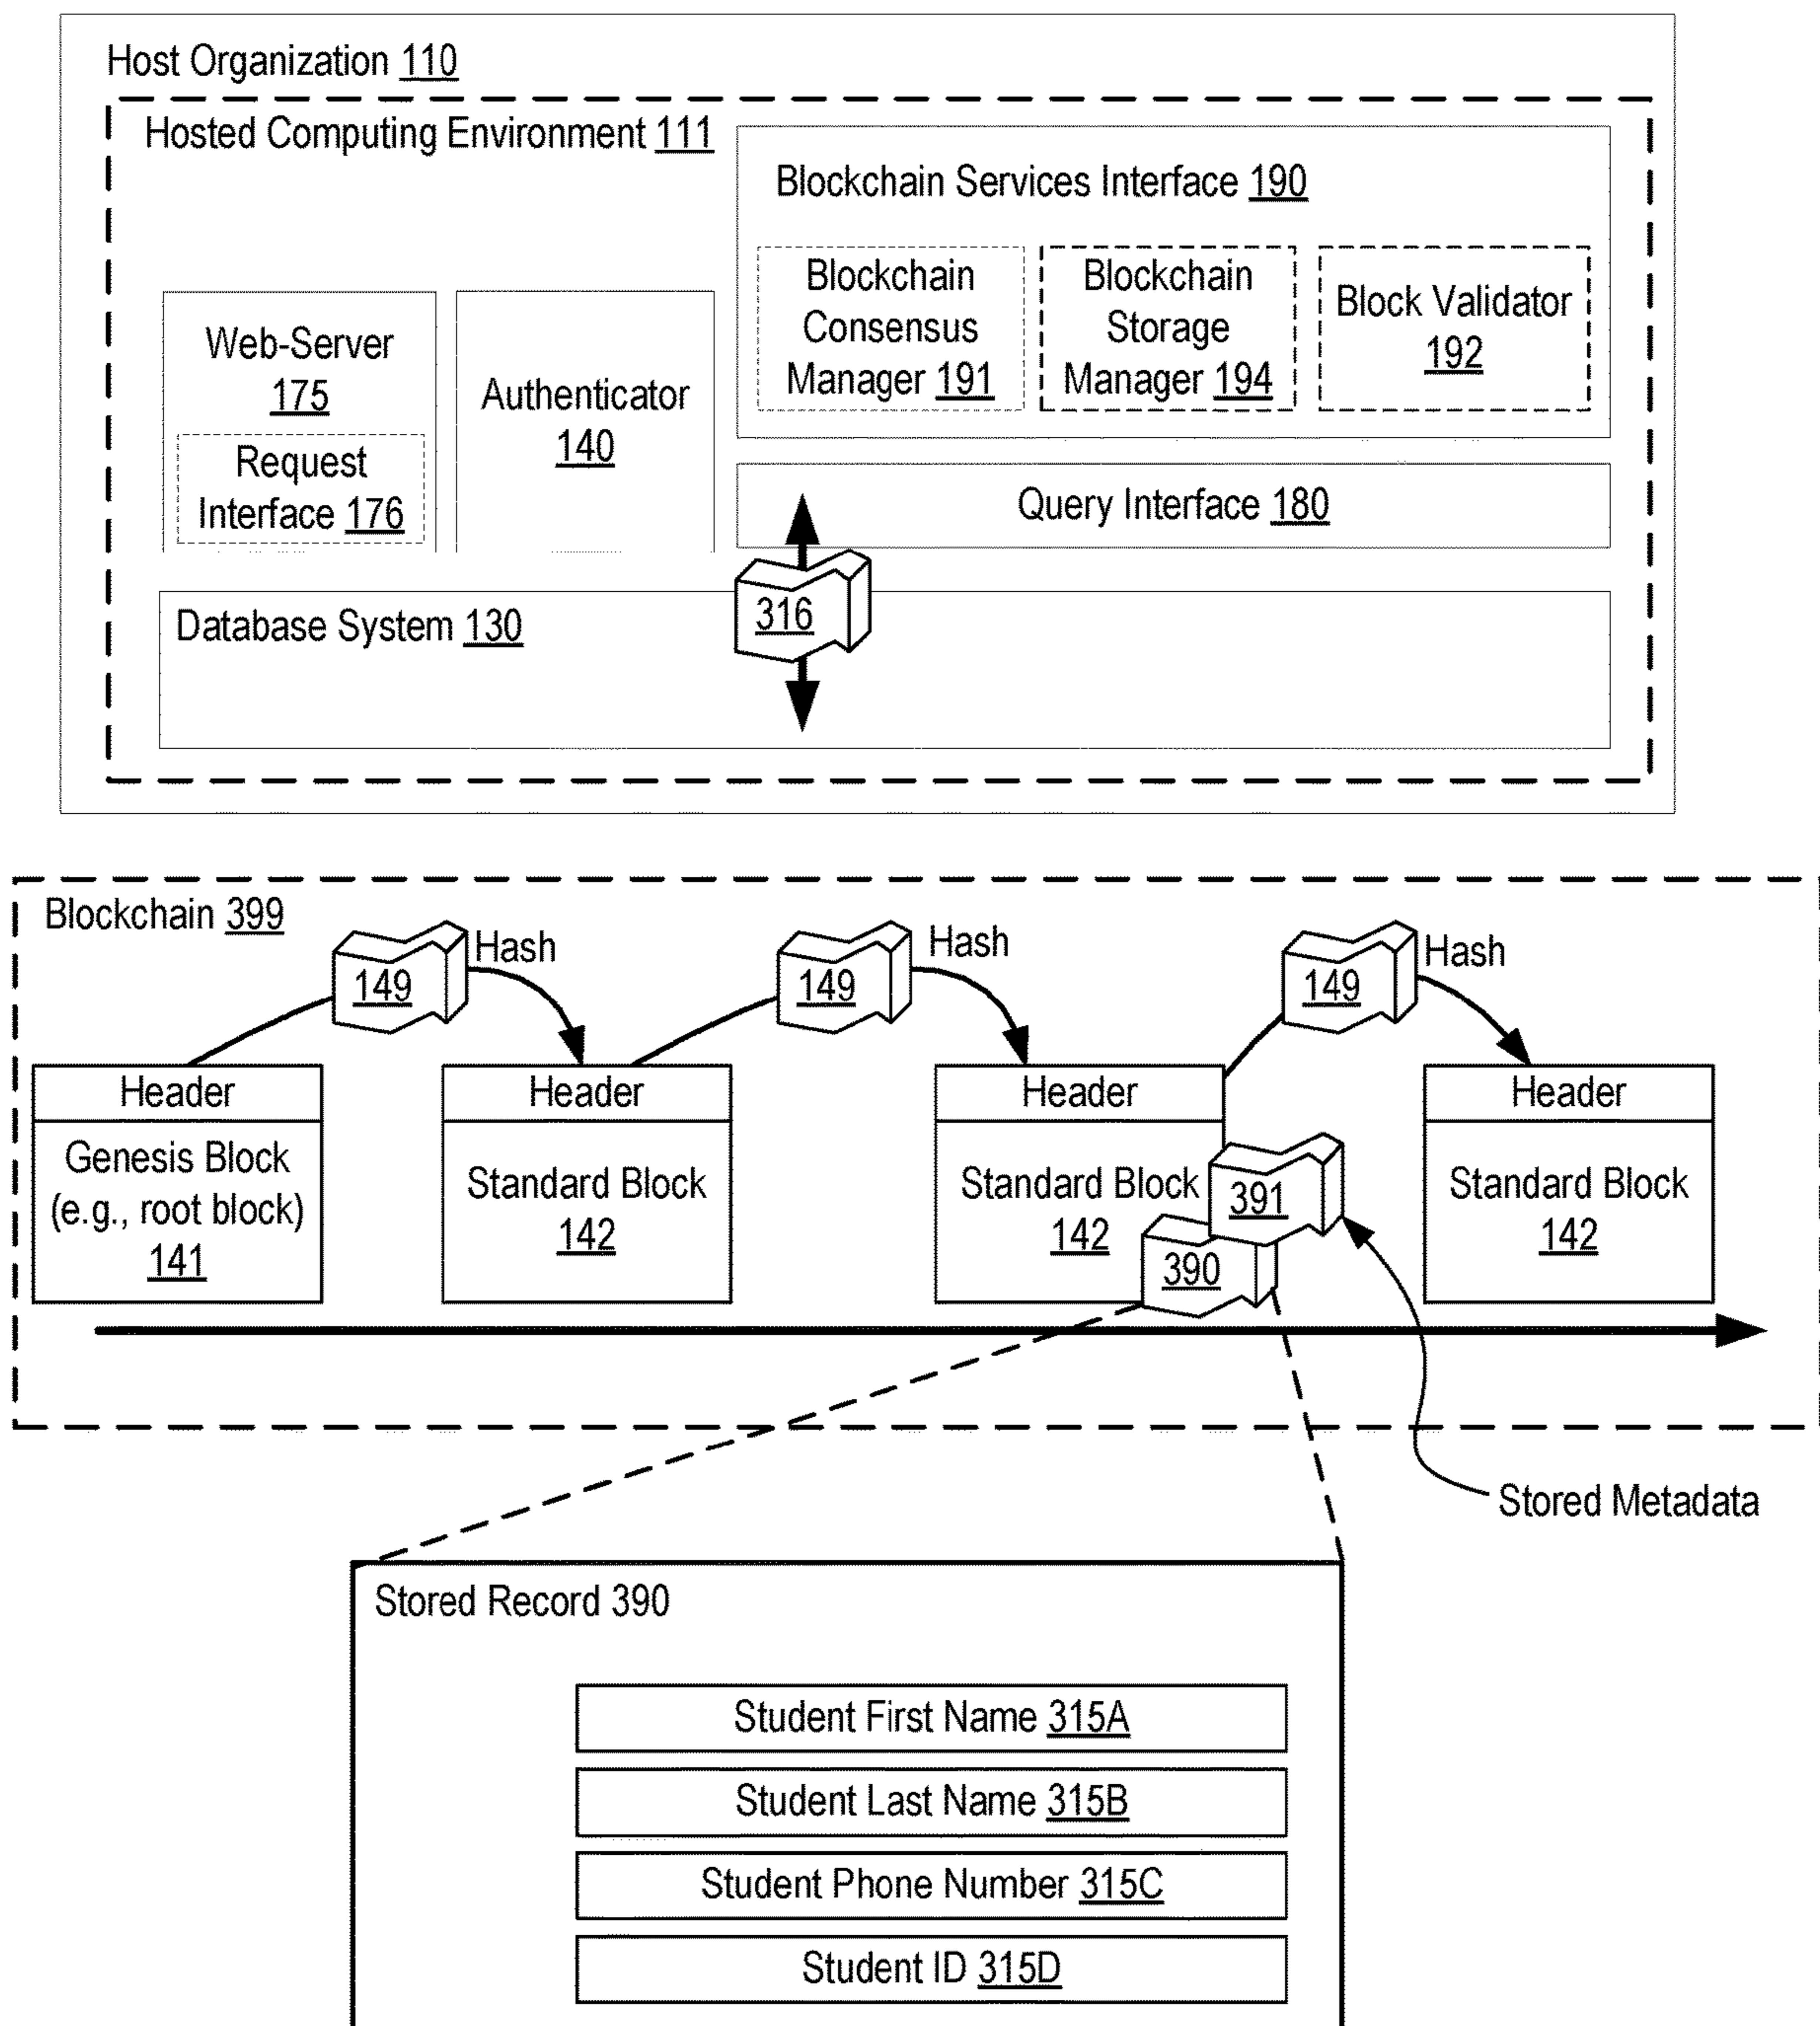 Host Organization 110
Hosted Computing Environment 111
Blockchain Services Interface 190
Blockchain
Consensus
Manager 191
Blockchain
Storage
Manager 194
Block Validator
192
Web-Server
175
Request
Interface 176
Authenticator
140
Query Interface 180
316
Database System 130
Blockchain 399
149
Hash
149
Hash
149
Hash
Header
Genesis Block
(e.g., root block)
141
Header
Standard Block
142
Header
Standard Block
142
391
390
Header
Standard Block
142
Stored Metadata
Stored Record 390
Student First Name 315A
Student Last Name 315B
Student Phone Number 315C
Student ID 315D